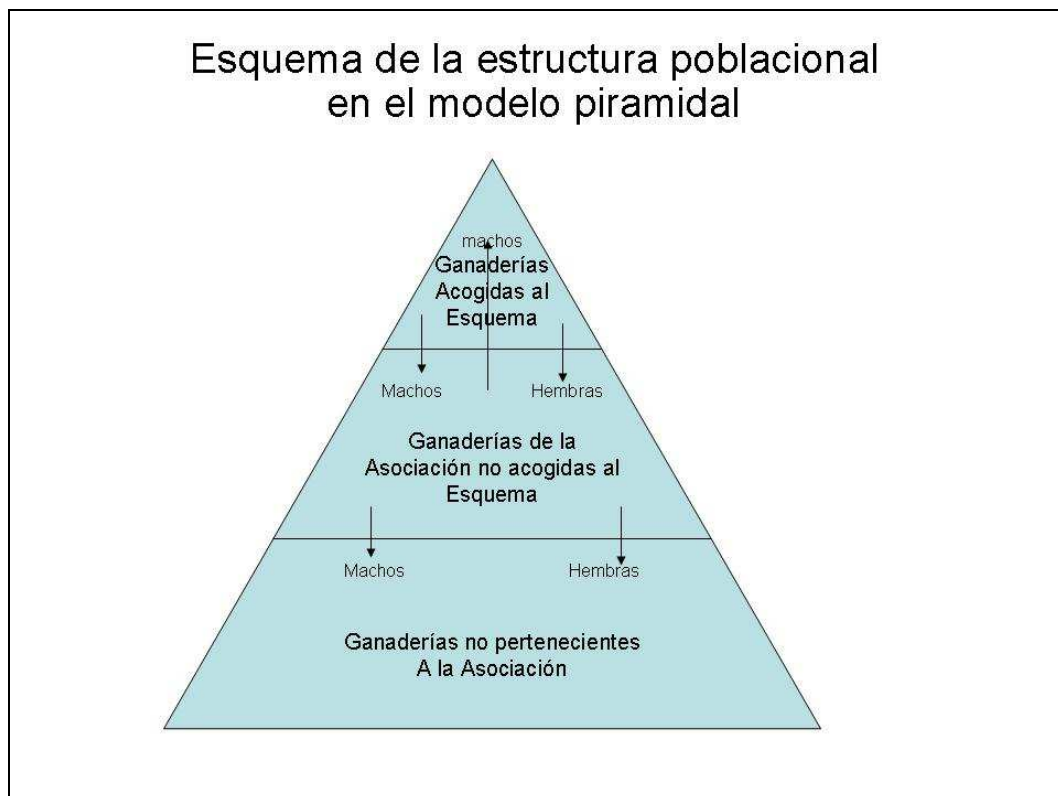 Esquema de la estructura poblacional
en el modelo piramidal
machos
Ganaderías
Acogidas al
Esquema
Machos Hembras
Ganaderías de la
Asociación no acogidas al
Esquema
Machos Hembras
Ganaderías no pertenecientes
A la Asociación